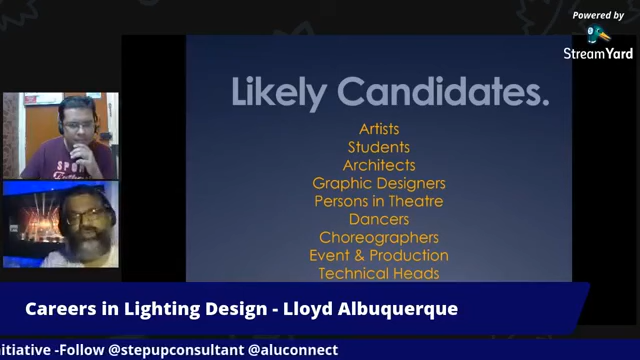 Powered by
StreamYard
Likely Candidates.
Artists
Students
Architects
Graphic Designers
Persons in Theatre
Dancers
Choreographers
Event & Production
Technical Heads
Careers in Lighting Design - Lloyd Albuquerque
nitiative -Follow @stepupconsultant @aluconnect